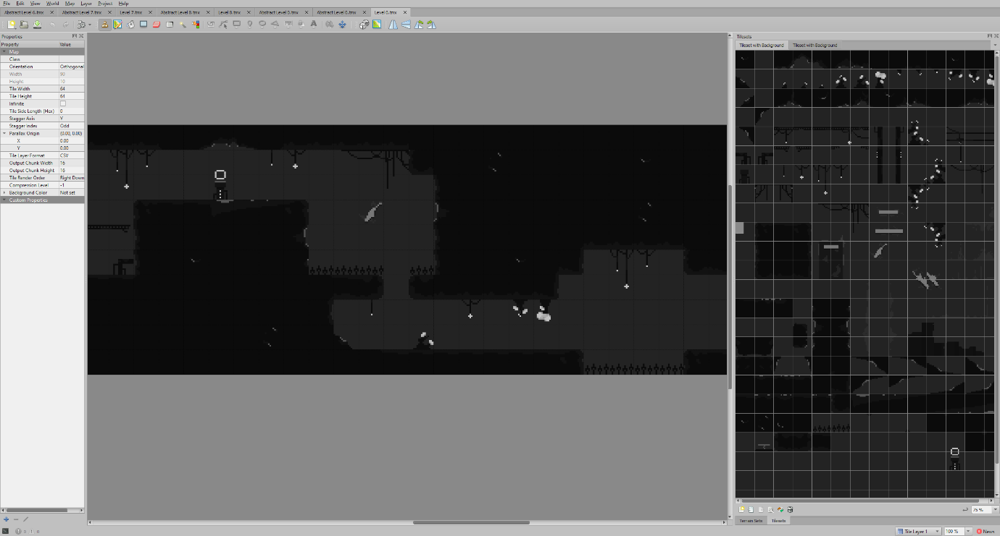 File Edit View World Map Layer Project Help
Abstract Level 6.tmx Abstract Level 7.tmx Level 7.tmx Abstract Level 8.tmx Level 8.tmx Abstract Level 5.tmx Abstract Level 0.tmx Level 0.tmx
Properties
Property Value
Map
Class
Orientation Orthogonal
Width 90
Height 10
Tile Width 64
Tile Height 64
Infinite
Tile Side Length (Hex) 0
Stagger Axis Y
Stagger Index Odd
Parallax Origin (0.00, 0.00)
X 0.00
Y 0.00
Tile Layer Format CSV
Output Chunk Width 16
Output Chunk Height 16
Tile Render Order Right Down
Compression Level -1
Background Color Not set
Custom Properties
Tilesets
Tileset with Background Tileset with Background
75 %
Terrain Sets Tilesets
Tile Layer 1 100 % News